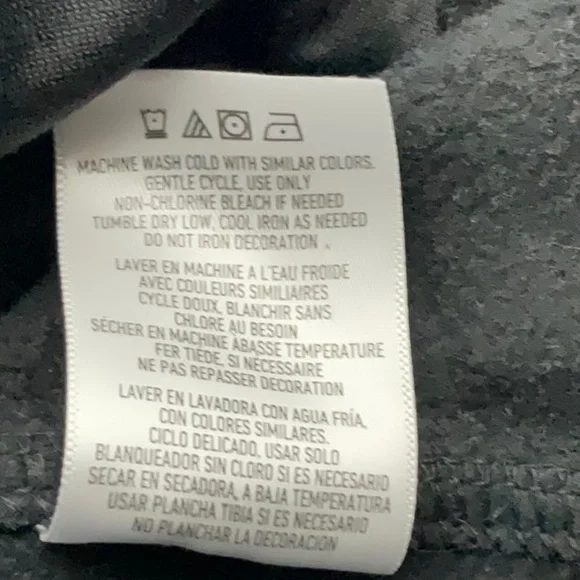 MACHINE WASH COLD WITH SIMILAR COLORS.
GENTLE CYCLE, USE ONLY
NON-CHLORINE BLEACH IF NEEDED
TUMBLE DRY LOW, COOL IRON AS NEEDED
DO NOT IRON DECORATION .
LAVER EN MACHINE A L'EAU FROIDE
AVEC COULEURS SIMILIAIRES
CYCLE DOUX, BLANCHIR SANS
CHLORE AU BESOIN
SÉCHER EN MACHINE ÀBASSE TEMPERATURE
FER TIÈDE, SI NÉCESSAIRE
NE PAS REPASSER DECORATION
LAVER EN LAVADORA CON AGUA FRÍA,
CON COLORES SIMILARES.
CICLO DELICADO, USAR SOLO
BLANQUEADOR SIN CLORO SI ES NECESARIO
SECAR EN SECADORA, A BAJA TEMPERATURA
USAR PLANCHA TIBIA SI ES NECESARIO
NO PLANCHAR LA DECORACION